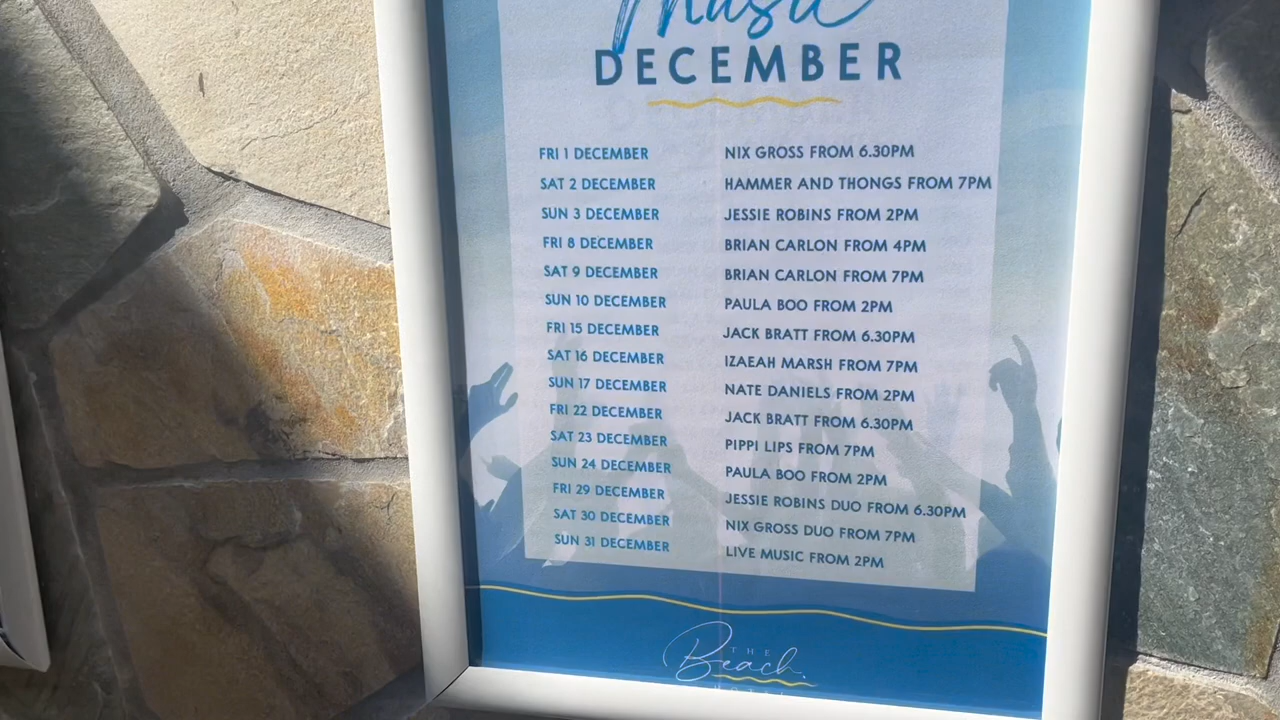 Music
DECEMBER
FRI 1 DECEMBER NIX GROSS FROM 6.30PM
SAT 2 DECEMBER HAMMER AND THONGS FROM 7PM
SUN 3 DECEMBER JESSIE ROBINS FROM 2PM
FRI 8 DECEMBER BRIAN CARLON FROM 4PM
SAT 9 DECEMBER BRIAN CARLON FROM 7PM
SUN 10 DECEMBER PAULA BOO FROM 2PM
FRI 15 DECEMBER JACK BRATT FROM 6.30PM
SAT 16 DECEMBER IZAEAH MARSH FROM 7PM
SUN 17 DECEMBER NATE DANIELS FROM 2PM
FRI 22 DECEMBER JACK BRATT FROM 6.30PM
SAT 23 DECEMBER PIPPI LIPS FROM 7PM
SUN 24 DECEMBER PAULA BOO FROM 2PM
FRI 29 DECEMBER JESSIE ROBINS DUO FROM 6.30PM
SAT 30 DECEMBER NIX GROSS DUO FROM 7PM
SUN 31 DECEMBER LIVE MUSIC FROM 2PM
THE
Beach